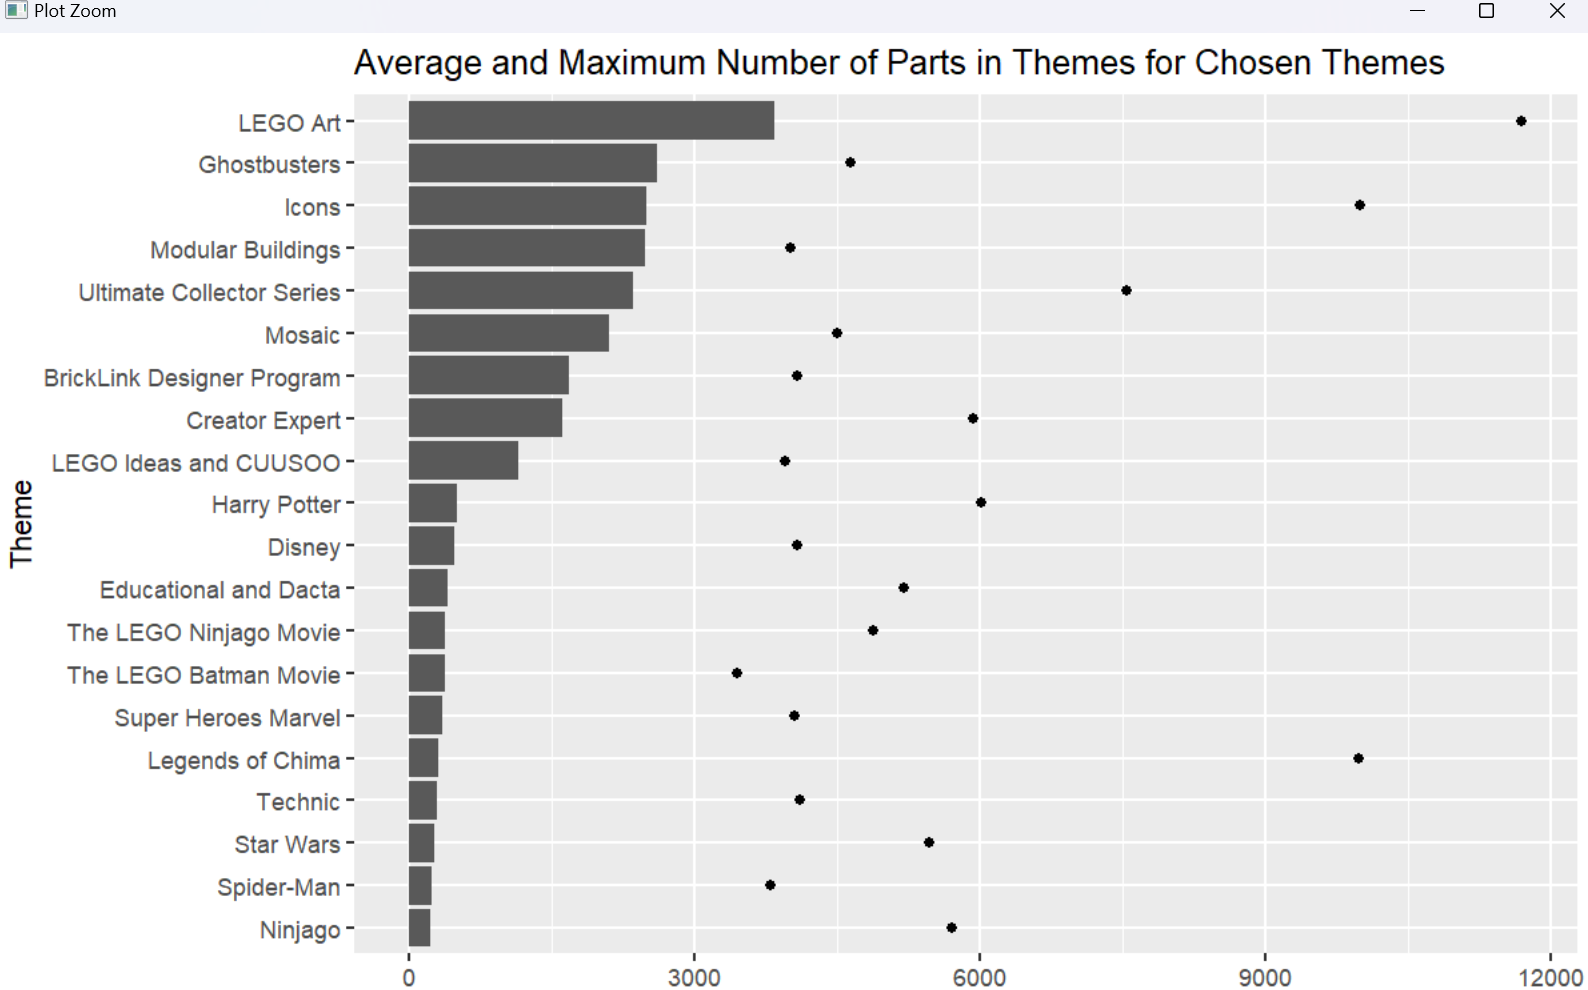 Plot Zoom
Average and Maximum Number of Parts in Themes for Chosen Themes
LEGO Art
Ghostbusters
Icons
Modular Buildings
Ultimate Collector Series
Mosaic
BrickLink Designer Program
Creator Expert
LEGO Ideas and CUUSOO
Harry Potter
Disney
Educational and Dacta
The LEGO Ninjago Movie
The LEGO Batman Movie
Super Heroes Marvel
Legends of Chima
Technic
Star Wars
Spider-Man
Ninjago
Theme
0 3000 6000 9000 12000